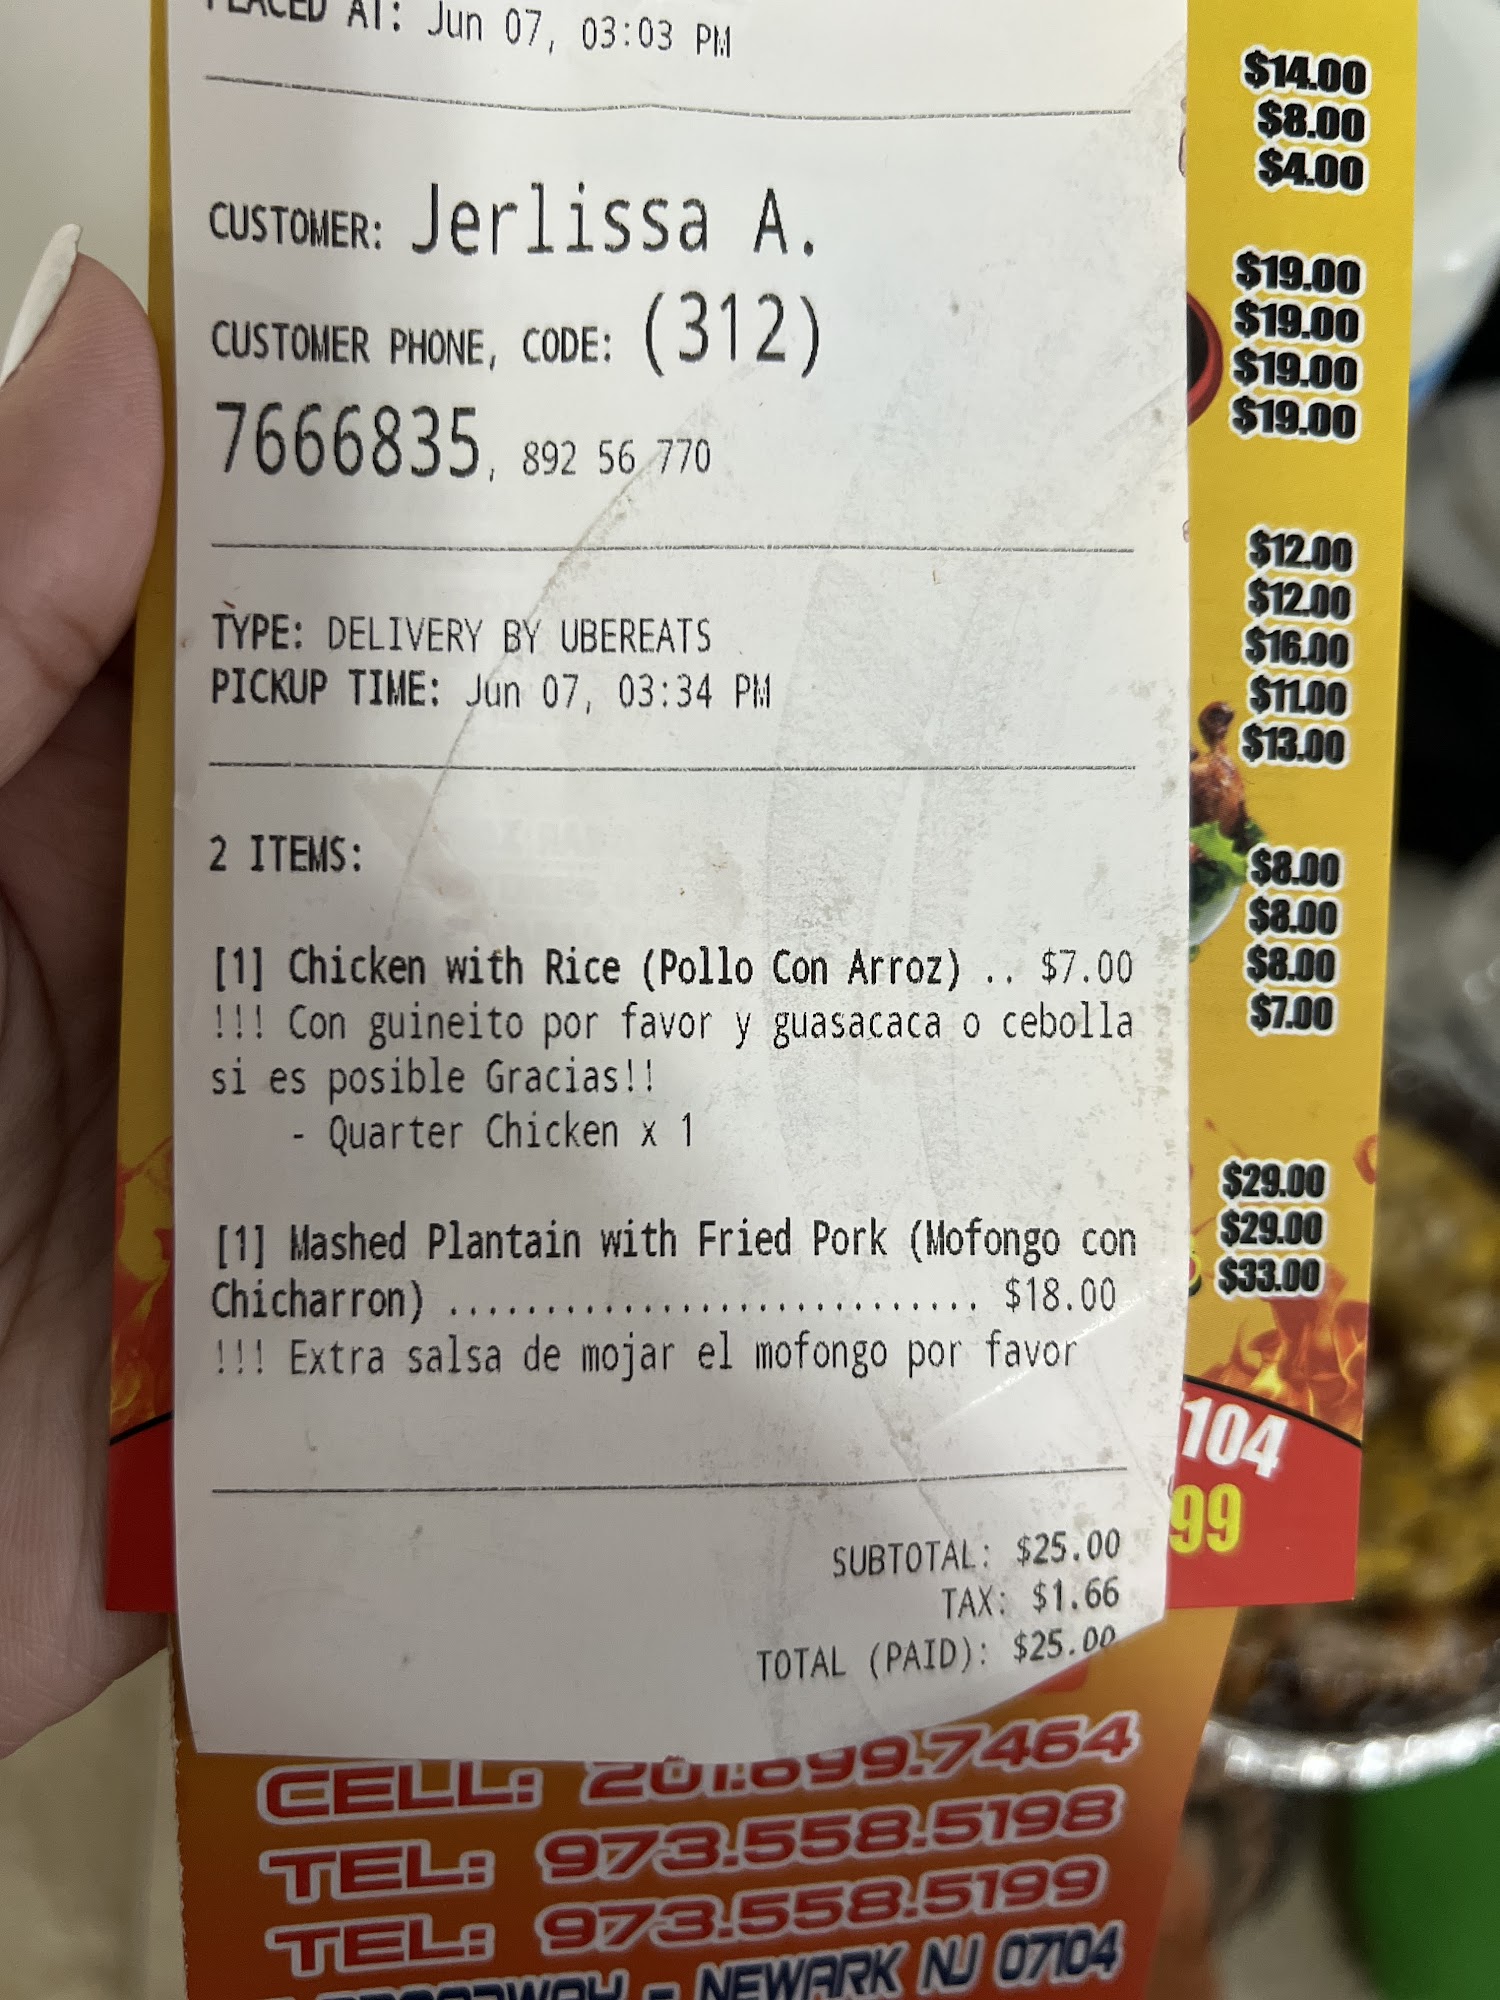 PLACED AT: Jun 07, 03:03 PM
CUSTOMER: Jerlissa A.
CUSTOMER PHONE, CODE: (312)
7666835, 892 56 770
TYPE: DELIVERY BY UBEREATS
PICKUP TIME: Jun 07, 03:34 PM
2 ITEMS:
[1] Chicken with Rice (Pollo Con Arroz) .. $7.00
!!! Con guineito por favor y guasacaca o cebolla
si es posible Gracias!!
- Quarter Chicken x 1
[1] Mashed Plantain with Fried Pork (Mofongo con
Chicharron) ........................... $18.00
!!! Extra salsa de mojar el mofongo por favor
SUBTOTAL: $25.00
TAX: $1.66
TOTAL (PAID): $25.00
$14.00
$8.00
$4.00
$19.00
$19.00
$19.00
$19.00
$12.00
$12.00
$16.00
$11.00
$13.00
$8.00
$8.00
$8.00
$7.00
$29.00
$29.00
$33.00
104
99
CELL: 201.699.7464
TEL: 973.558.5198
TEL: 973.558.5199
BROADWAY - NEWARK NJ 07104